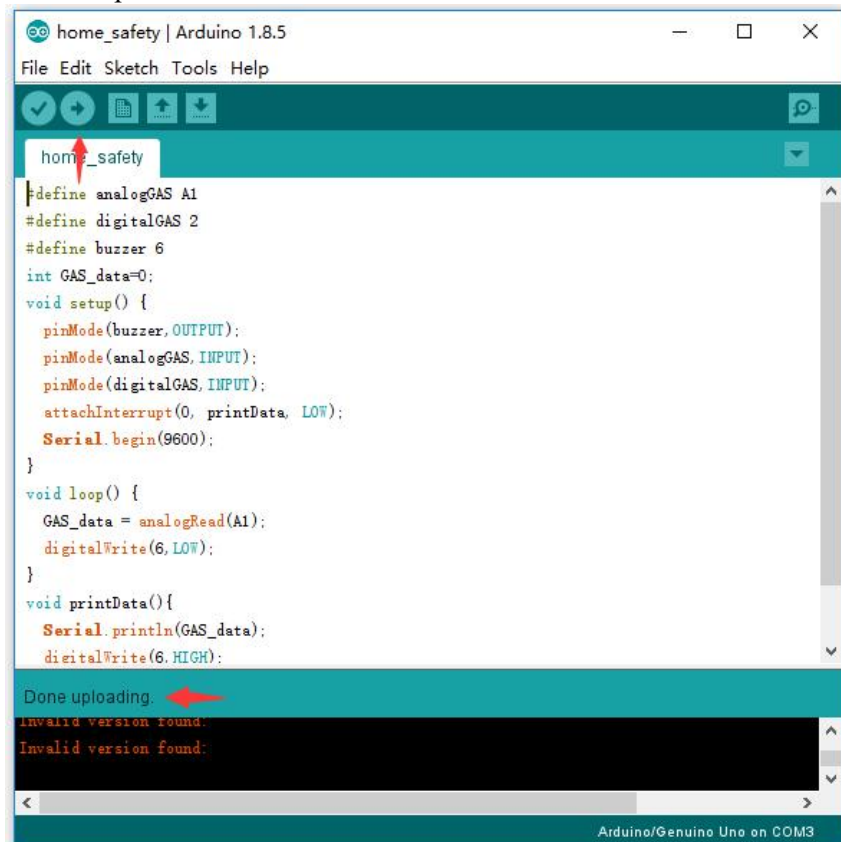 home_safety | Arduino 1.8.5
File Edit Sketch Tools Help
home_safety
#define analogGAS A1
#define digitalGAS 2
#define buzzer 6
int GAS_data=0;
void setup() {
  pinMode(buzzer,OUTPUT);
  pinMode(analogGAS,INPUT);
  pinMode(digitalGAS,INPUT);
  attachInterrupt(0, printData, LOW);
  Serial.begin(9600);
}
void loop() {
  GAS_data = analogRead(A1);
  digitalWrite(6,LOW);
}
void printData(){
  Serial.println(GAS_data);
  digitalWrite(6,HIGH);
Done uploading.
Invalid version found:
Invalid version found:
Arduino/Genuino Uno on COM3